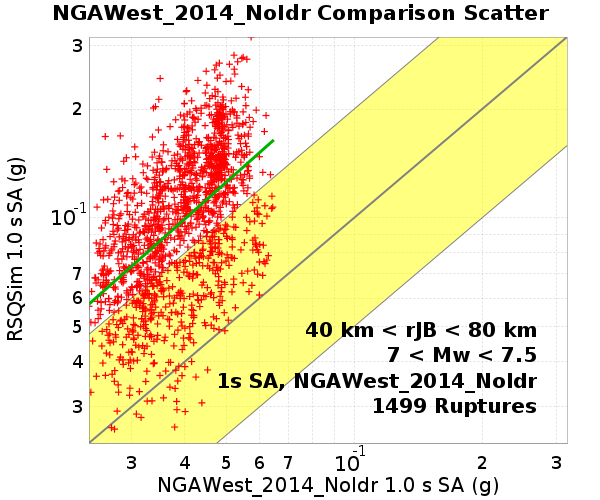 NGAWest_2014_NoIdr Comparison Scatter
3
2
10-1
7
6
5
4
3
RSQSim 1.0 s SA (g)
40 km < rJB < 80 km
7 < Mw < 7.5
1s SA, NGAWest_2014_NoIdr
1499 Ruptures
3 4 5 6 7 10-1 2 3
NGAWest_2014_NoIdr 1.0 s SA (g)